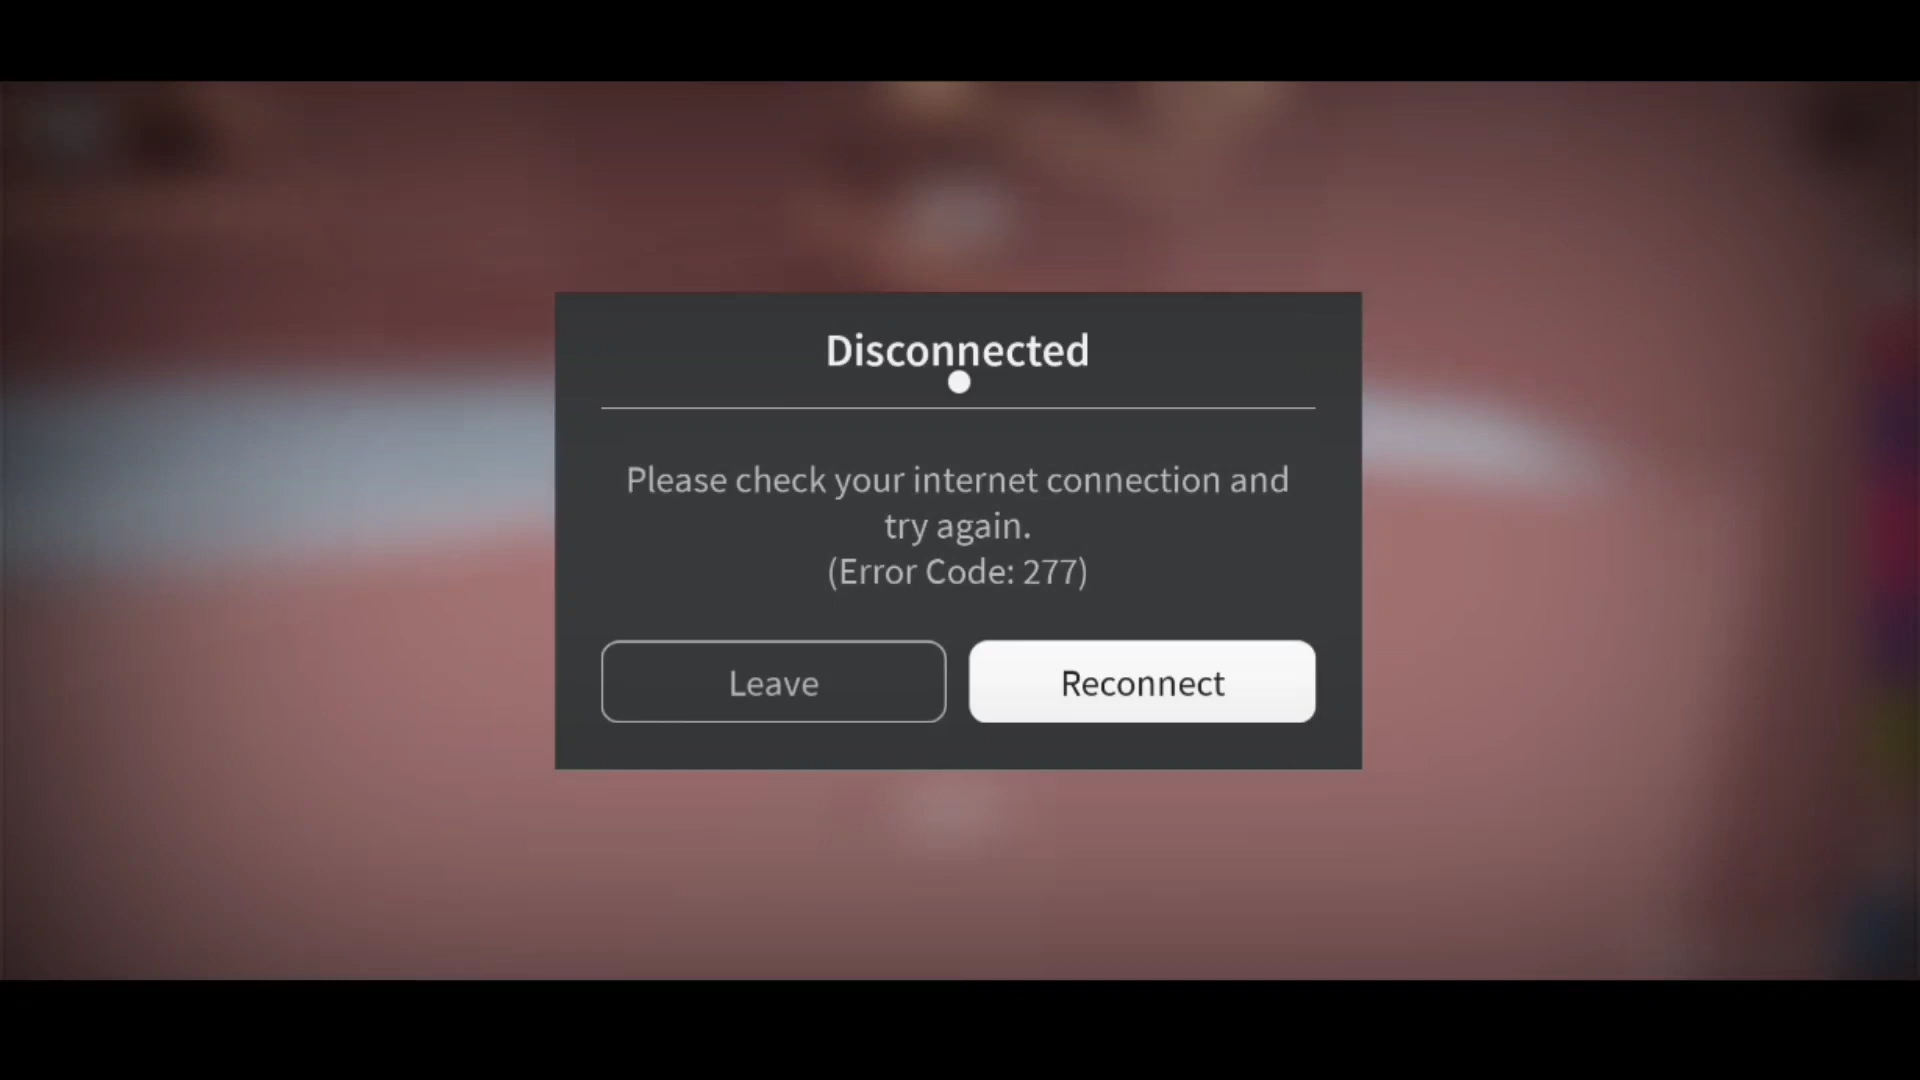 Disconnected
Please check your internet connection and
try again.
(Error Code: 277)
Leave
Reconnect